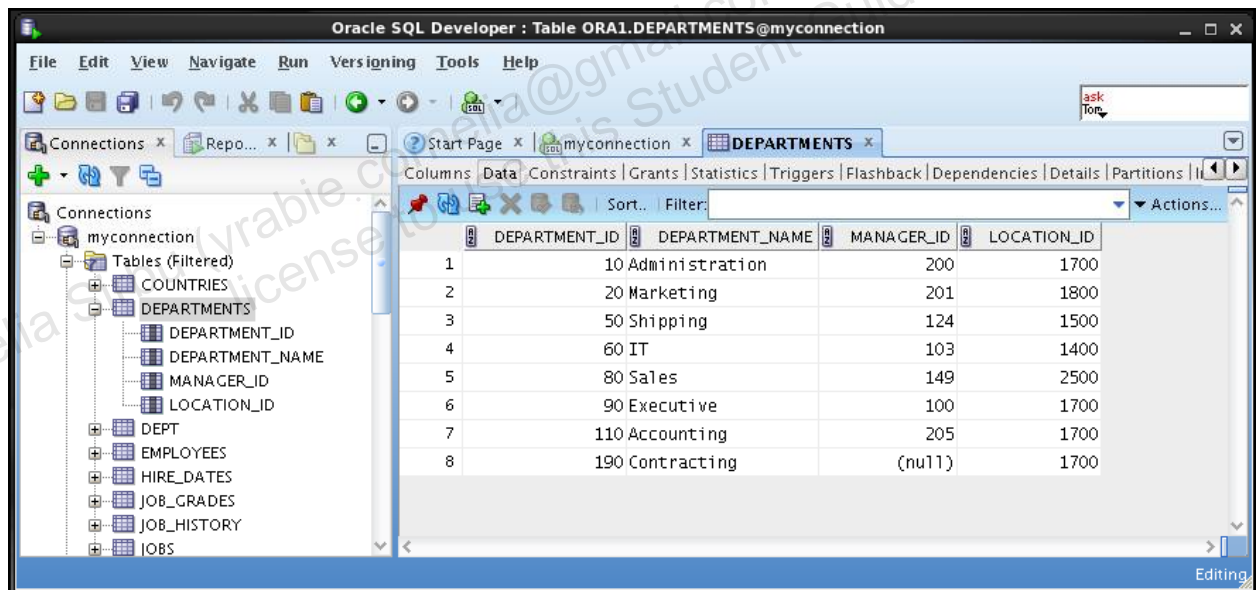 Oracle SQL Developer : Table ORA1.DEPARTMENTS@myconnection
File Edit View Navigate Run Versioning Tools Help
SQL
ask
Tom
Connections
Repo...
Start Page
SQL myconnection
DEPARTMENTS
Columns Data Constraints Grants Statistics Triggers Flashback Dependencies Details Partitions
Sort.. Filter:
Actions...
Connections
myconnection
Tables (Filtered)
COUNTRIES
DEPARTMENTS
DEPARTMENT_ID
DEPARTMENT_NAME
MANAGER_ID
LOCATION_ID
DEPT
EMPLOYEES
HIRE_DATES
JOB_GRADES
JOB_HISTORY
JOBS
DEPARTMENT_ID DEPARTMENT_NAME MANAGER_ID LOCATION_ID
1 10 Administration 200 1700
2 20 Marketing 201 1800
3 50 Shipping 124 1500
4 60 IT 103 1400
5 80 Sales 149 2500
6 90 Executive 100 1700
7 110 Accounting 205 1700
8 190 Contracting (null) 1700
Editing